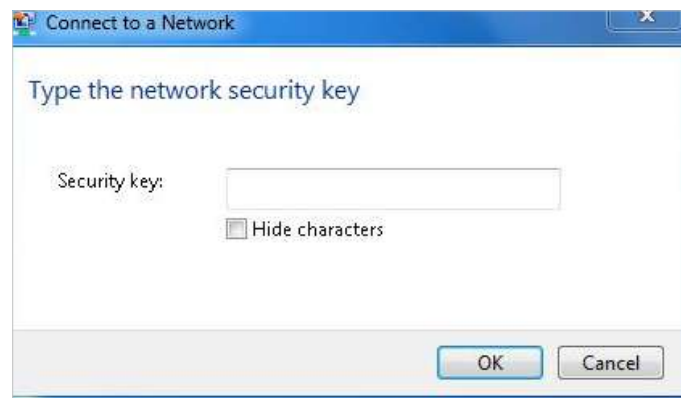 Connect to a Network
X
Type the network security key
Security key:
Hide characters
OK
Cancel